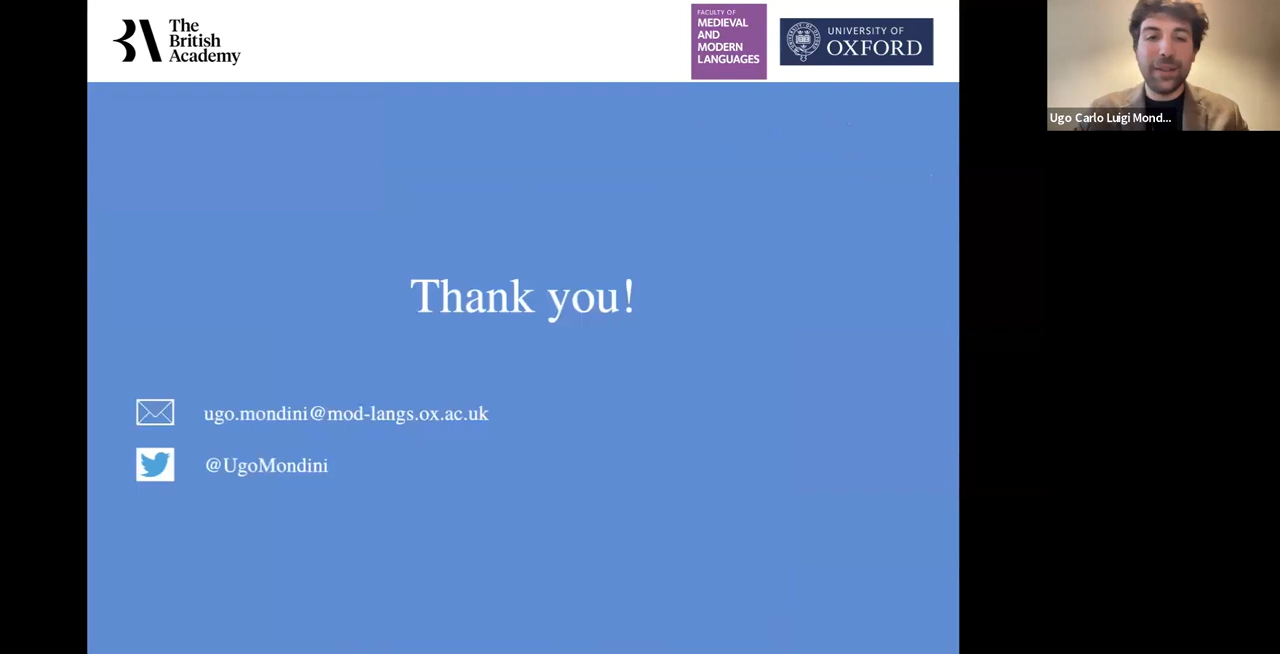 The
British
Academy
FACULTY OF
MEDIEVAL
AND
MODERN
LANGUAGES
UNIVERSITY OF
OXFORD
Ugo Carlo Luigi Mond...
Thank you!
ugo.mondini@mod-langs.ox.ac.uk
@UgoMondini